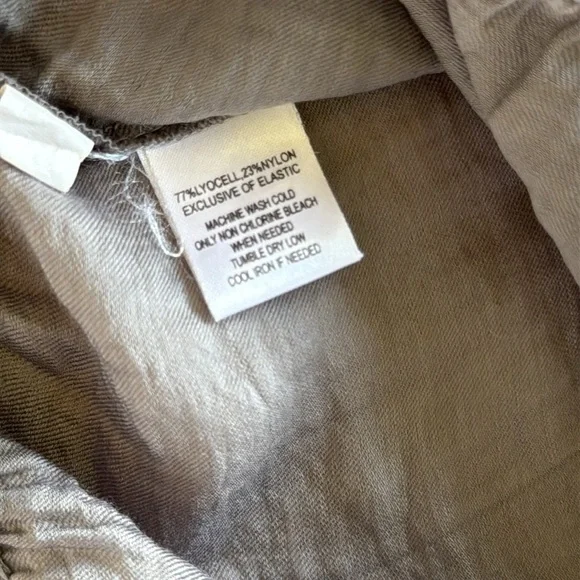 77%LYOCELL.23%NYLON
EXCLUSIVE OF ELASTIC
MACHINE WASH COLD
ONLY NON CHLORINE BLEACH
WHEN NEEDED
TUMBLE DRY LOW
COOL IRON IF NEEDED